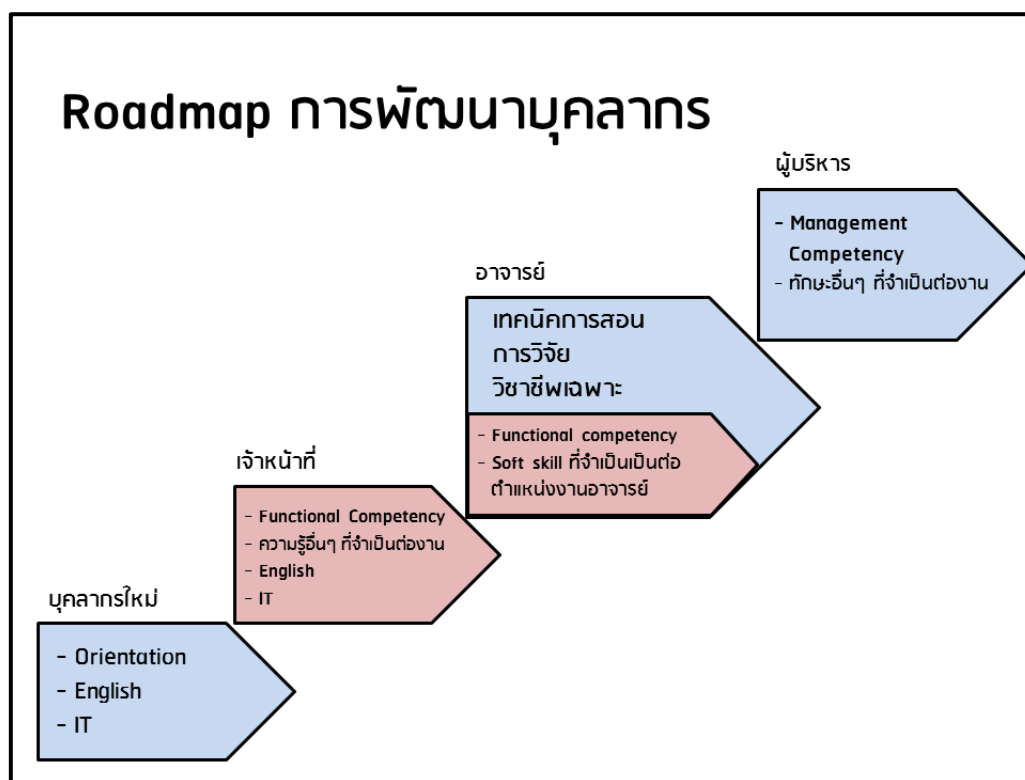 Roadmap การพัฒนาบุคลากร
ผู้บริหาร
- Management
Competency
- ทักษะอื่นๆ ที่จำเป็นต่องาน
อาจารย์
เทคนิคการสอน
การวิจัย
วิชาชีพเฉพาะ
- Functional competency
- Soft skill ที่จำเป็นเป็นต่อ
ตำแหน่งงานอาจารย์
เจ้าหน้าที่
- Functional Competency
- ความรู้อื่นๆ ที่จำเป็นต่องาน
- English
- IT
บุคลากรใหม่
- Orientation
- English
- IT